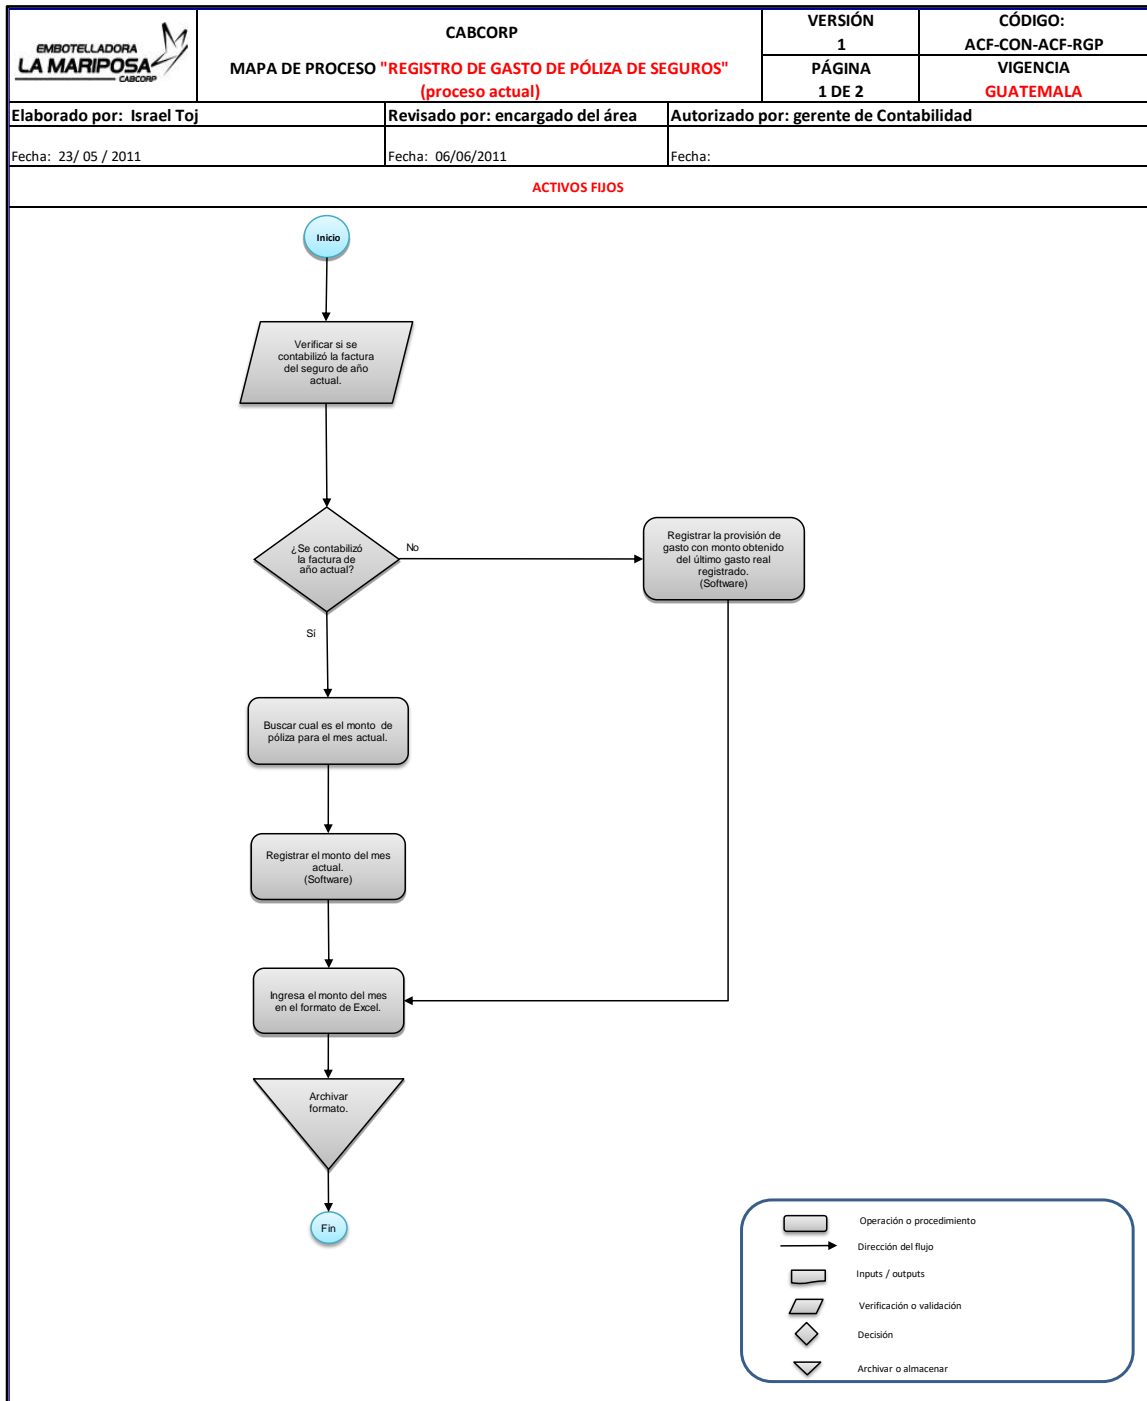 EMBOTELLADORA
LA MARIPOSA
CABCORP
CABCORP
MAPA DE PROCESO "REGISTRO DE GASTO DE PÓLIZA DE SEGUROS"
(proceso actual)
VERSIÓN
1
CÓDIGO:
ACF-CON-ACF-RGP
PÁGINA
1 DE 2
VIGENCIA
GUATEMALA
Elaborado por: Israel Toj
Revisado por: encargado del área
Autorizado por: gerente de Contabilidad
Fecha: 23/ 05 / 2011
Fecha: 06/06/2011
Fecha:
ACTIVOS FIJOS
Inicio
Verificar si se
contabilizó la factura
del seguro de año
actual.
¿Se contabilizó
la factura de
año actual?
No
Registrar la provisión de
gasto con monto obtenido
del último gasto real
registrado.
(Software)
Sí
Buscar cual es el monto de
póliza para el mes actual.
Registrar el monto del mes
actual.
(Software)
Ingresa el monto del mes
en el formato de Excel.
Archivar
formato.
Fin
Operación o procedimiento
Dirección del flujo
Inputs / outputs
Verificación o validación
Decisión
Archivar o almacenar